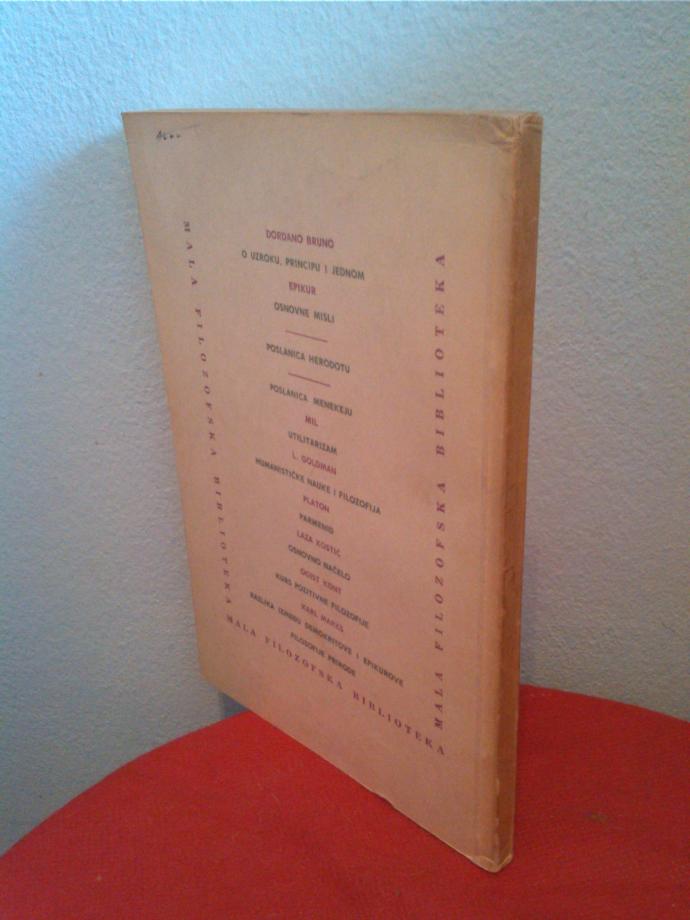 MALA FILOZOFSKA BIBLIOTEKA
ĐORĐANO BRUNO
O UZROKU, PRINCIPU I JEDNOM
EPIKUR
OSNOVNE MISLI
POSLANICA HERODOTU
POSLANICA MENEKEJU
MIL
UTILITARIZAM
L. GOLDMAN
HUMANISTIČKE NAUKE I FILOZOFIJA
PLATON
PARMENID
LAZA KOSTIĆ
OSNOVNO NAČELO
OGIST KONT
KURS POZITIVNE FILOZOFIJE
KARL MARKS
RAZLIKA IZMEĐU DEMOKRITOVE I EPIKUROVE
FILOZOFIJE PRIRODE
MALA FILOZOFSKA BIBLIOTEKA
MALA FILOZOFSKA BIBLIOTEKA